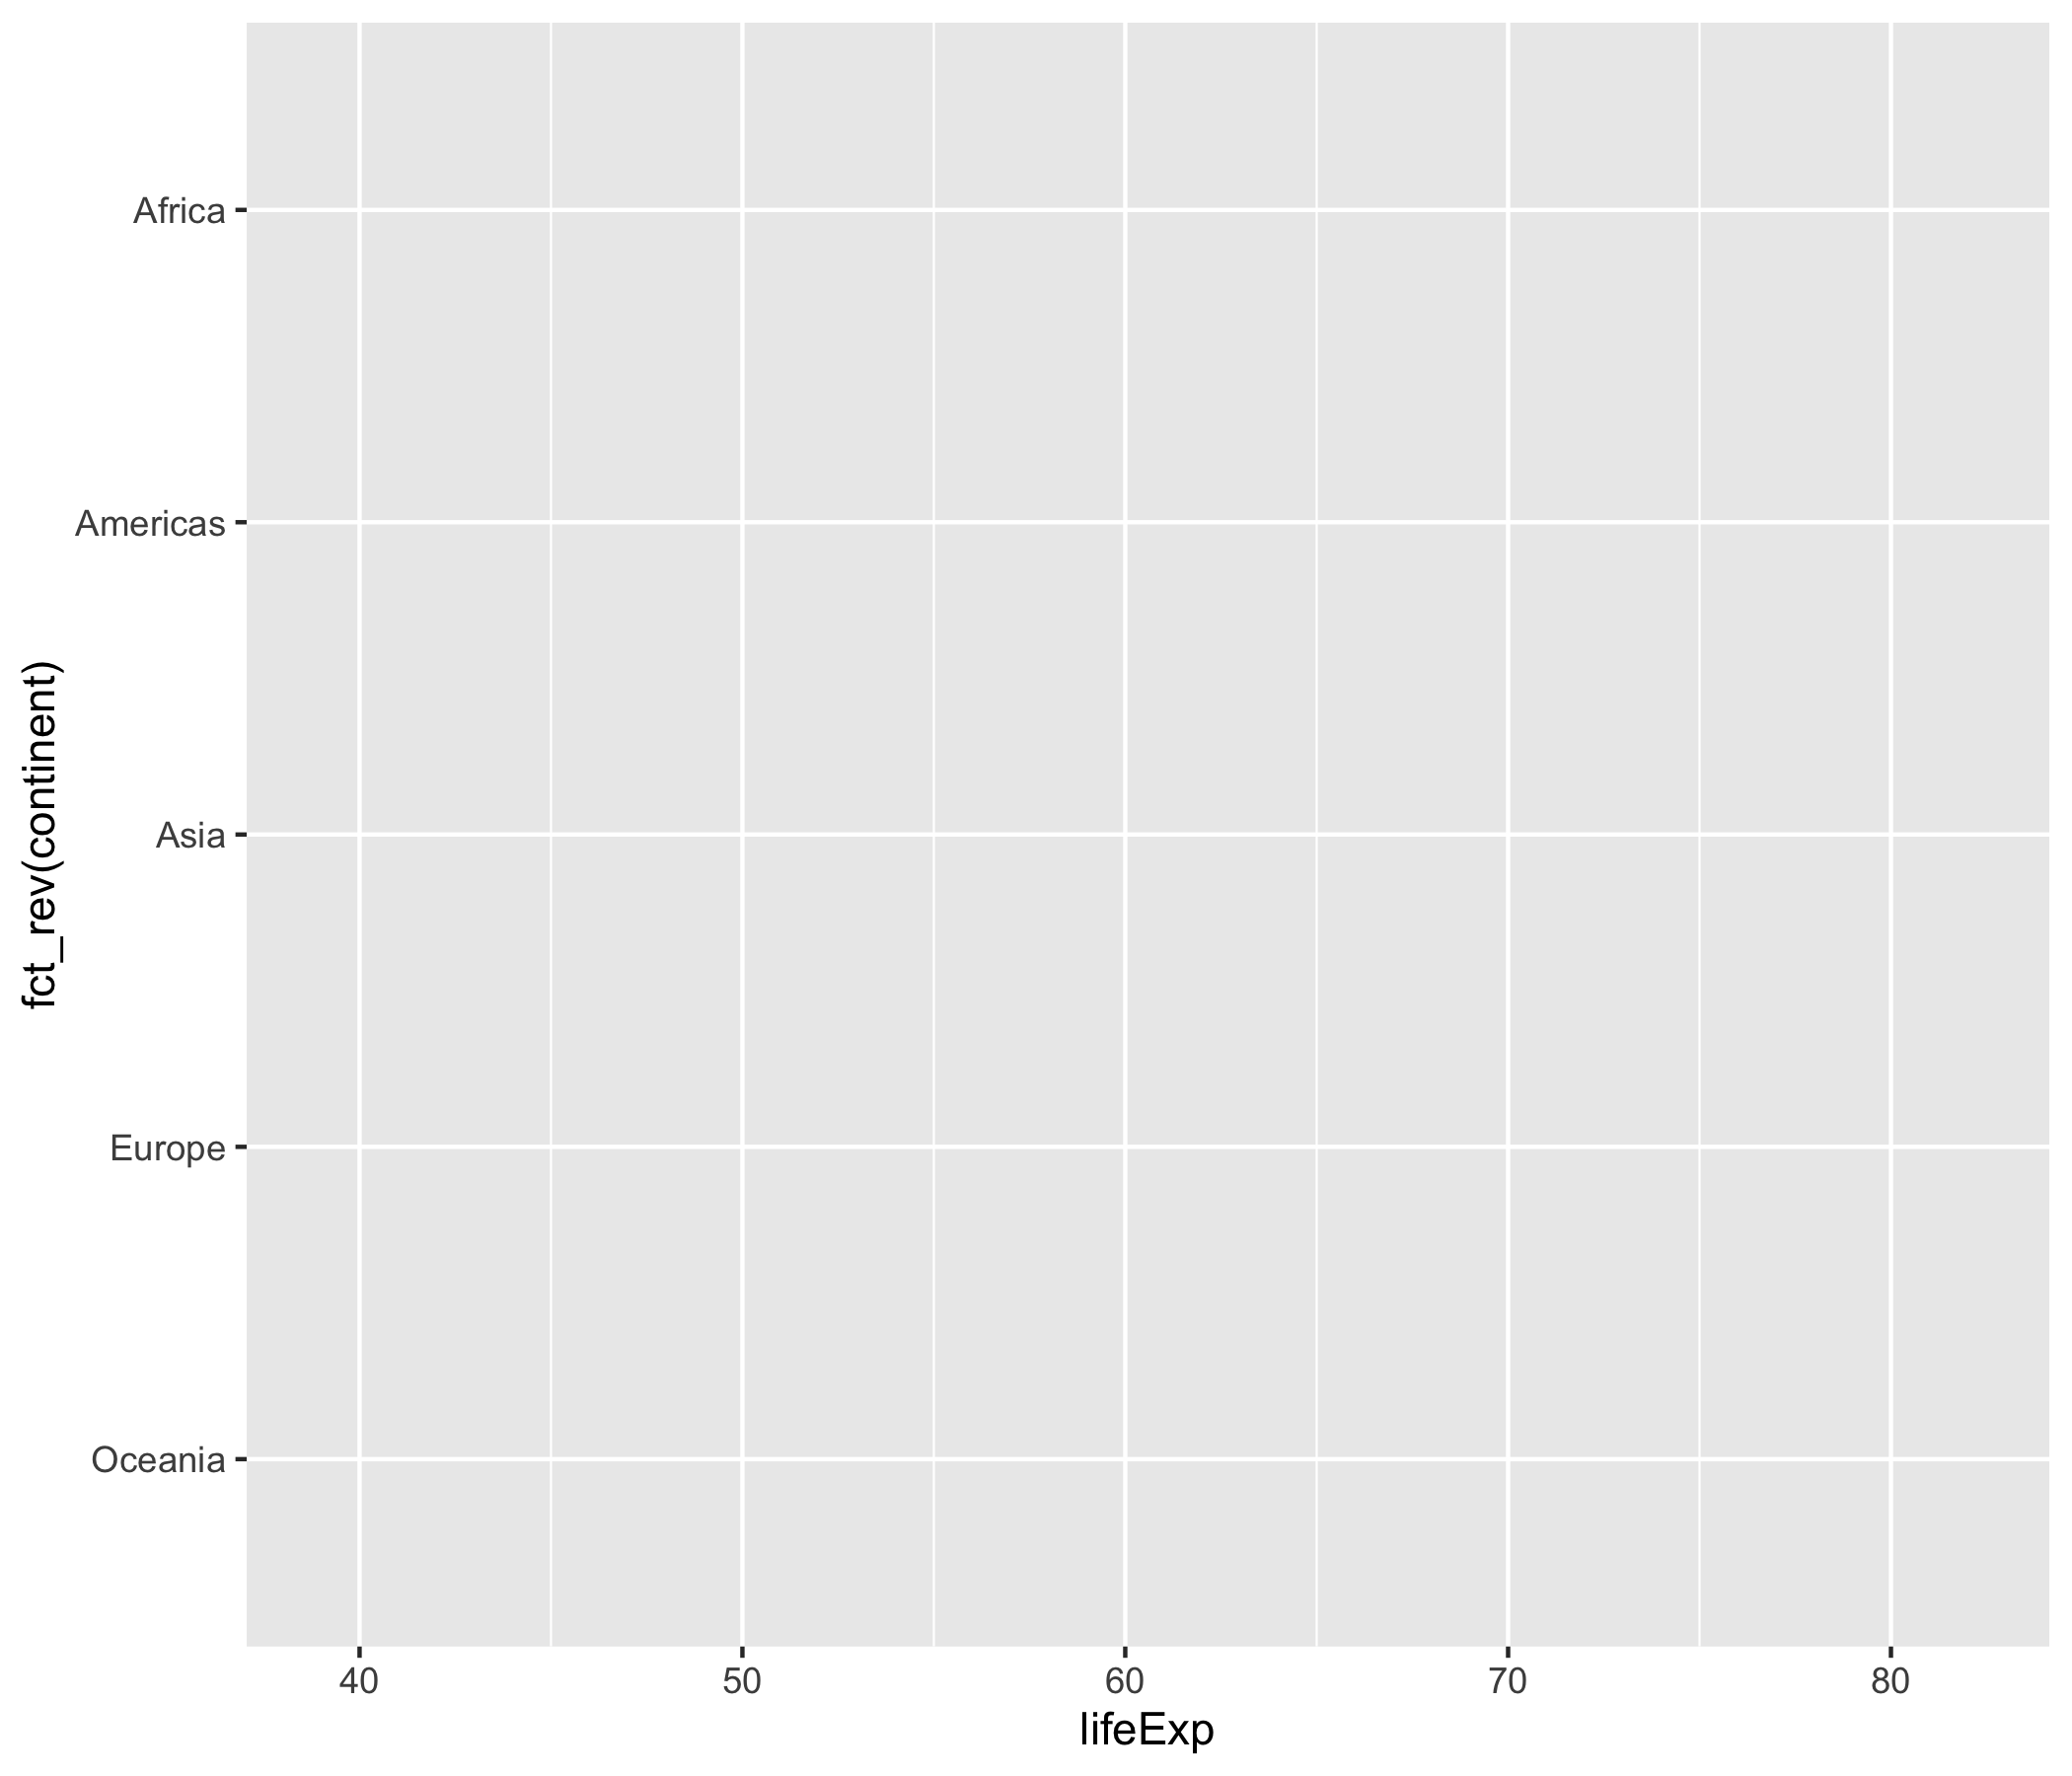 fct_rev(continent)
Africa
Americas
Asia
Europe
Oceania
40 50 60 70 80
lifeExp